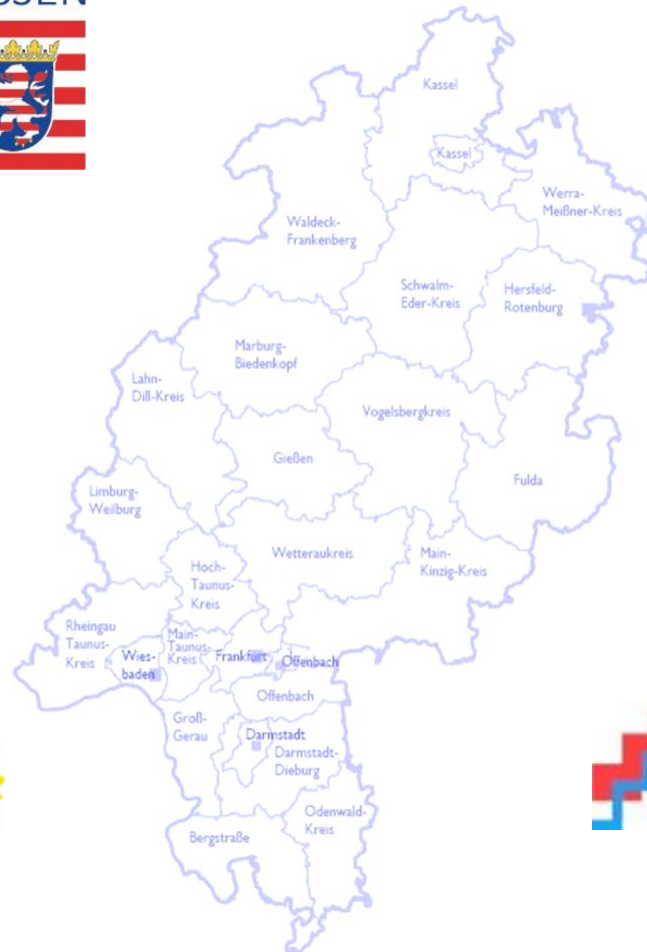 Kassel
Kassel
Werra-
Meißner-Kreis
Waldeck-
Frankenberg
Schwalm-
Eder-Kreis
Hersfeld-
Rotenburg
Marburg-
Biedenkopf
Lahn-
Dill-Kreis
Vogelsbergkreis
Gießen
Fulda
Limburg-
Weilburg
Wetteraukreis
Main-
Kinzig-Kreis
Hoch-
Taunus-
Kreis
Rheingau
Taunus-
Kreis
Main-
Taunus-
Kreis
Wies-
baden
Frankfurt
Offenbach
Offenbach
Groß-
Gerau
Darmstadt
Darmstadt-
Dieburg
Odenwald-
Kreis
Bergstraße